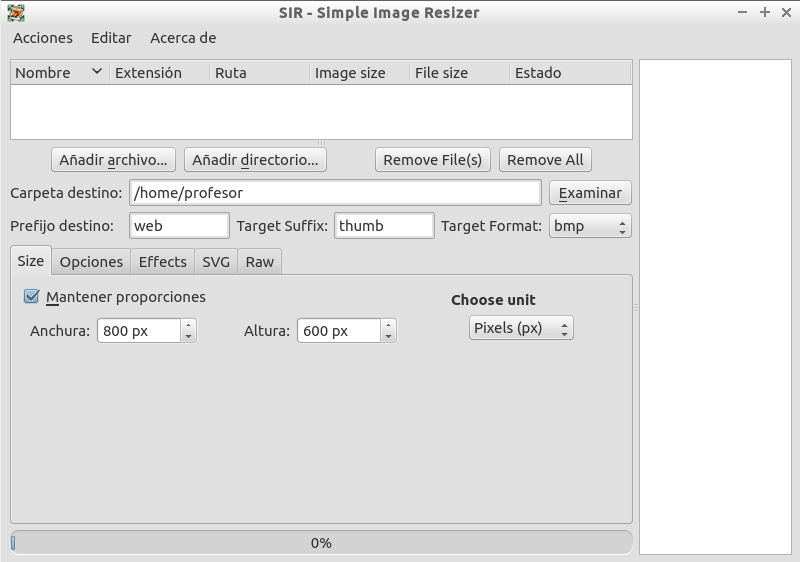 SIR - Simple Image Resizer
Acciones Editar Acerca de
Nombre Extensión Ruta Image size File size Estado
Añadir archivo... Añadir directorio... Remove File(s) Remove All
Carpeta destino: /home/profesor Examinar
Prefijo destino: web Target Suffix: thumb Target Format: bmp
Size Opciones Effects SVG Raw
Mantener proporciones Choose unit
Anchura: 800 px Altura: 600 px Pixels (px)
0%